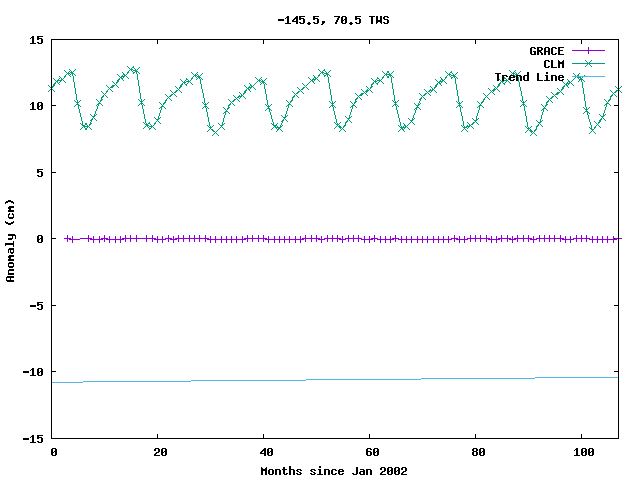 -145.5, 70.5 TWS
GRACE
CLM
Trend Line
15
10
5
0
-5
-10
-15
Anomaly (cm)
0 20 40 60 80 100
Months since Jan 2002